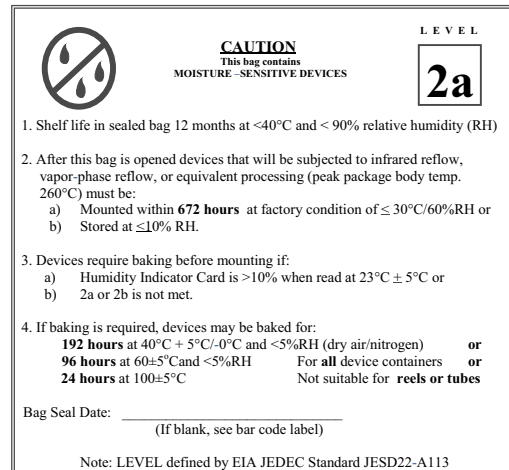 L E V E L
CAUTION
This bag contains
MOISTURE –SENSITIVE DEVICES
2a
1. Shelf life in sealed bag 12 months at <40°C and < 90% relative humidity (RH)
2. After this bag is opened devices that will be subjected to infrared reflow,
vapor-phase reflow, or equivalent processing (peak package body temp.
260°C) must be:
a) Mounted within 672 hours at factory condition of ≤ 30°C/60%RH or
b) Stored at ≤10% RH.
3. Devices require baking before mounting if:
a) Humidity Indicator Card is >10% when read at 23°C ± 5°C or
b) 2a or 2b is not met.
4. If baking is required, devices may be baked for:
192 hours at 40°C + 5°C/-0°C and <5%RH (dry air/nitrogen) or
96 hours at 60±5°Cand <5%RH For all device containers or
24 hours at 100±5°C Not suitable for reels or tubes
Bag Seal Date: ______________________________
(If blank, see bar code label)
Note: LEVEL defined by EIA JEDEC Standard JESD22-A113